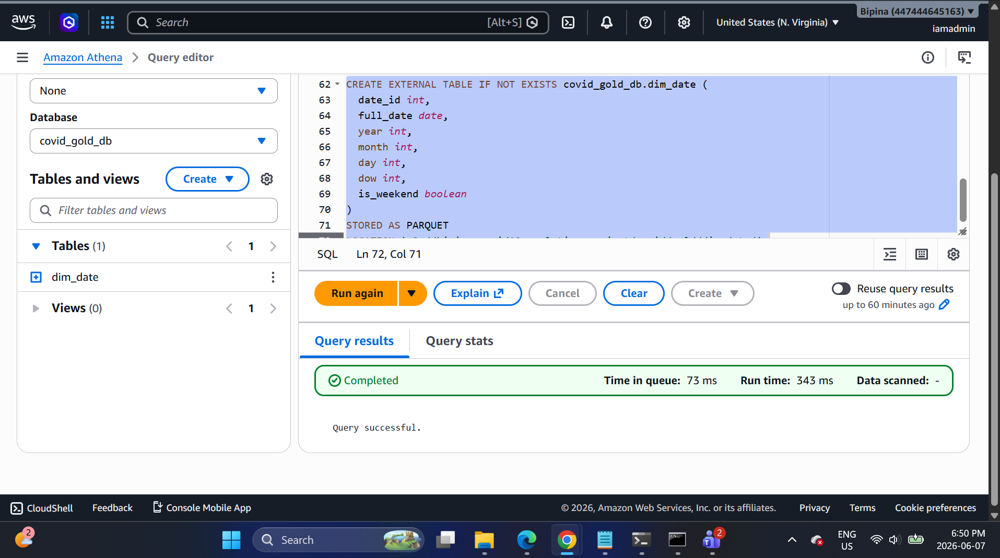 aws
Search
[Alt+S]
United States (N. Virginia)
Bipina (447444645163)
iamadmin
Amazon Athena
Query editor
None
Database
covid_gold_db
Tables and views
Create
Filter tables and views
Tables (1)
1
dim_date
Views (0)
1
62 CREATE EXTERNAL TABLE IF NOT EXISTS covid_gold_db.dim_date (
63 date_id int,
64 full_date date,
65 year int,
66 month int,
67 day int,
68 dow int,
69 is_weekend boolean
70 )
71 STORED AS PARQUET
SQL
Ln 72, Col 71
Run again
Explain
Cancel
Clear
Create
Reuse query results
up to 60 minutes ago
Query results
Query stats
Completed
Time in queue: 73 ms
Run time: 343 ms
Data scanned: -
Query successful.
CloudShell
Feedback
Console Mobile App
© 2026, Amazon Web Services, Inc. or its affiliates.
Privacy
Terms
Cookie preferences
2
Search
2
ENG
US
6:50 PM
2026-06-07